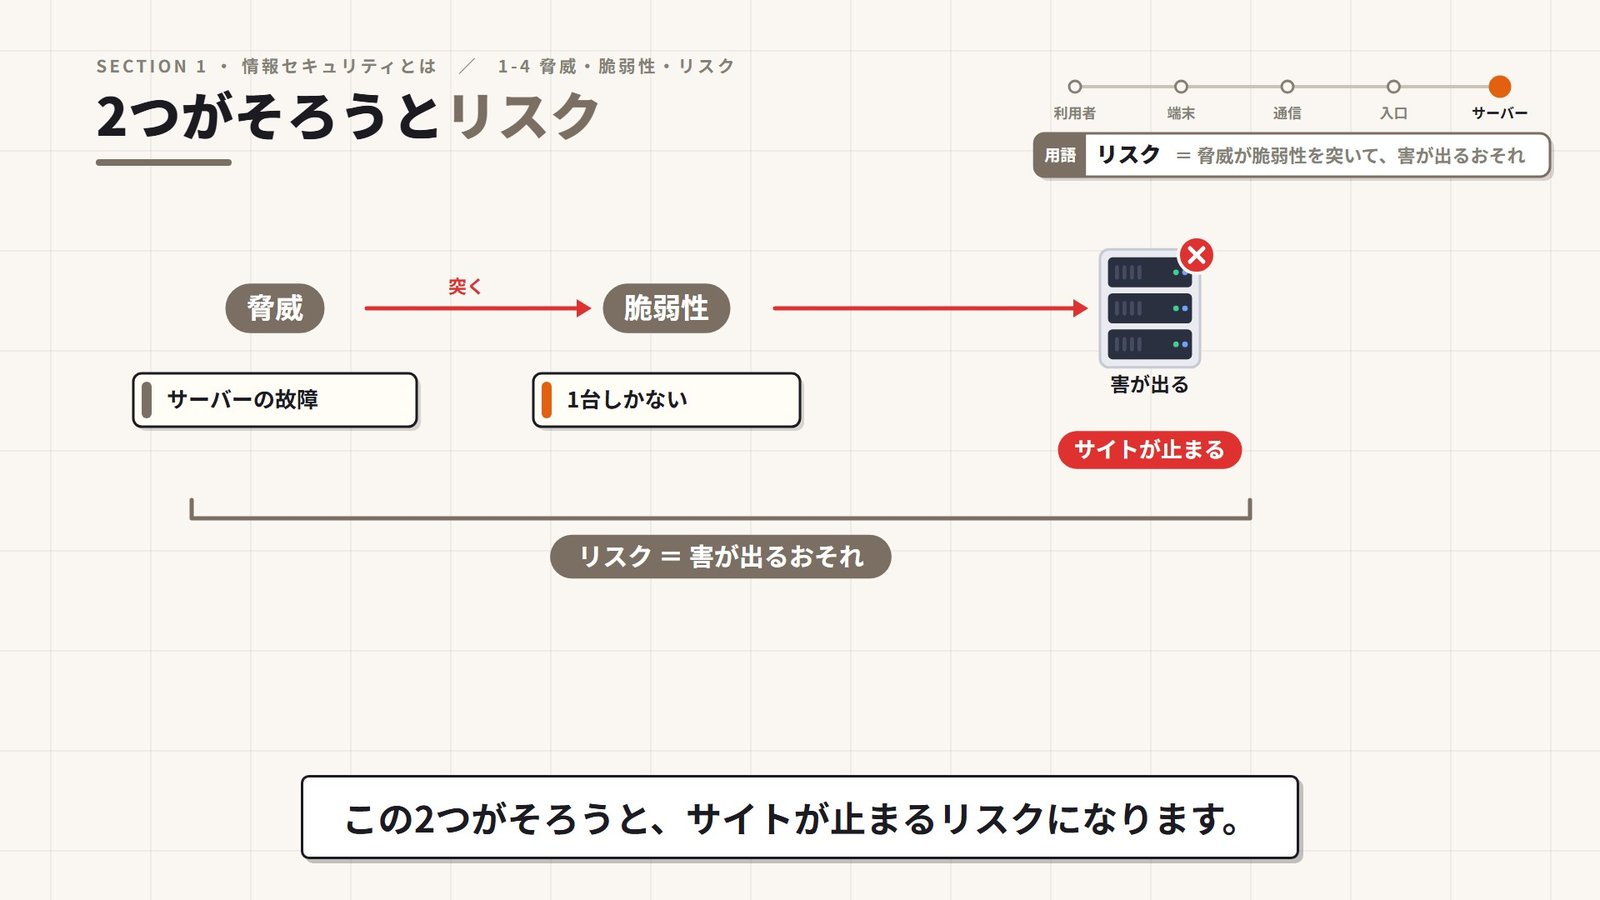 SECTION 1 ・ 情報セキュリティとは ／ 1-4 脅威・脆弱性・リスク
2つがそろうとリスク
利用者 端末 通信 入口 サーバー
用語 リスク ＝ 脅威が脆弱性を突いて、害が出るおそれ
脅威 突く 脆弱性
サーバーの故障 1台しかない
害が出る
サイトが止まる
リスク ＝ 害が出るおそれ
この2つがそろうと、サイトが止まるリスクになります。